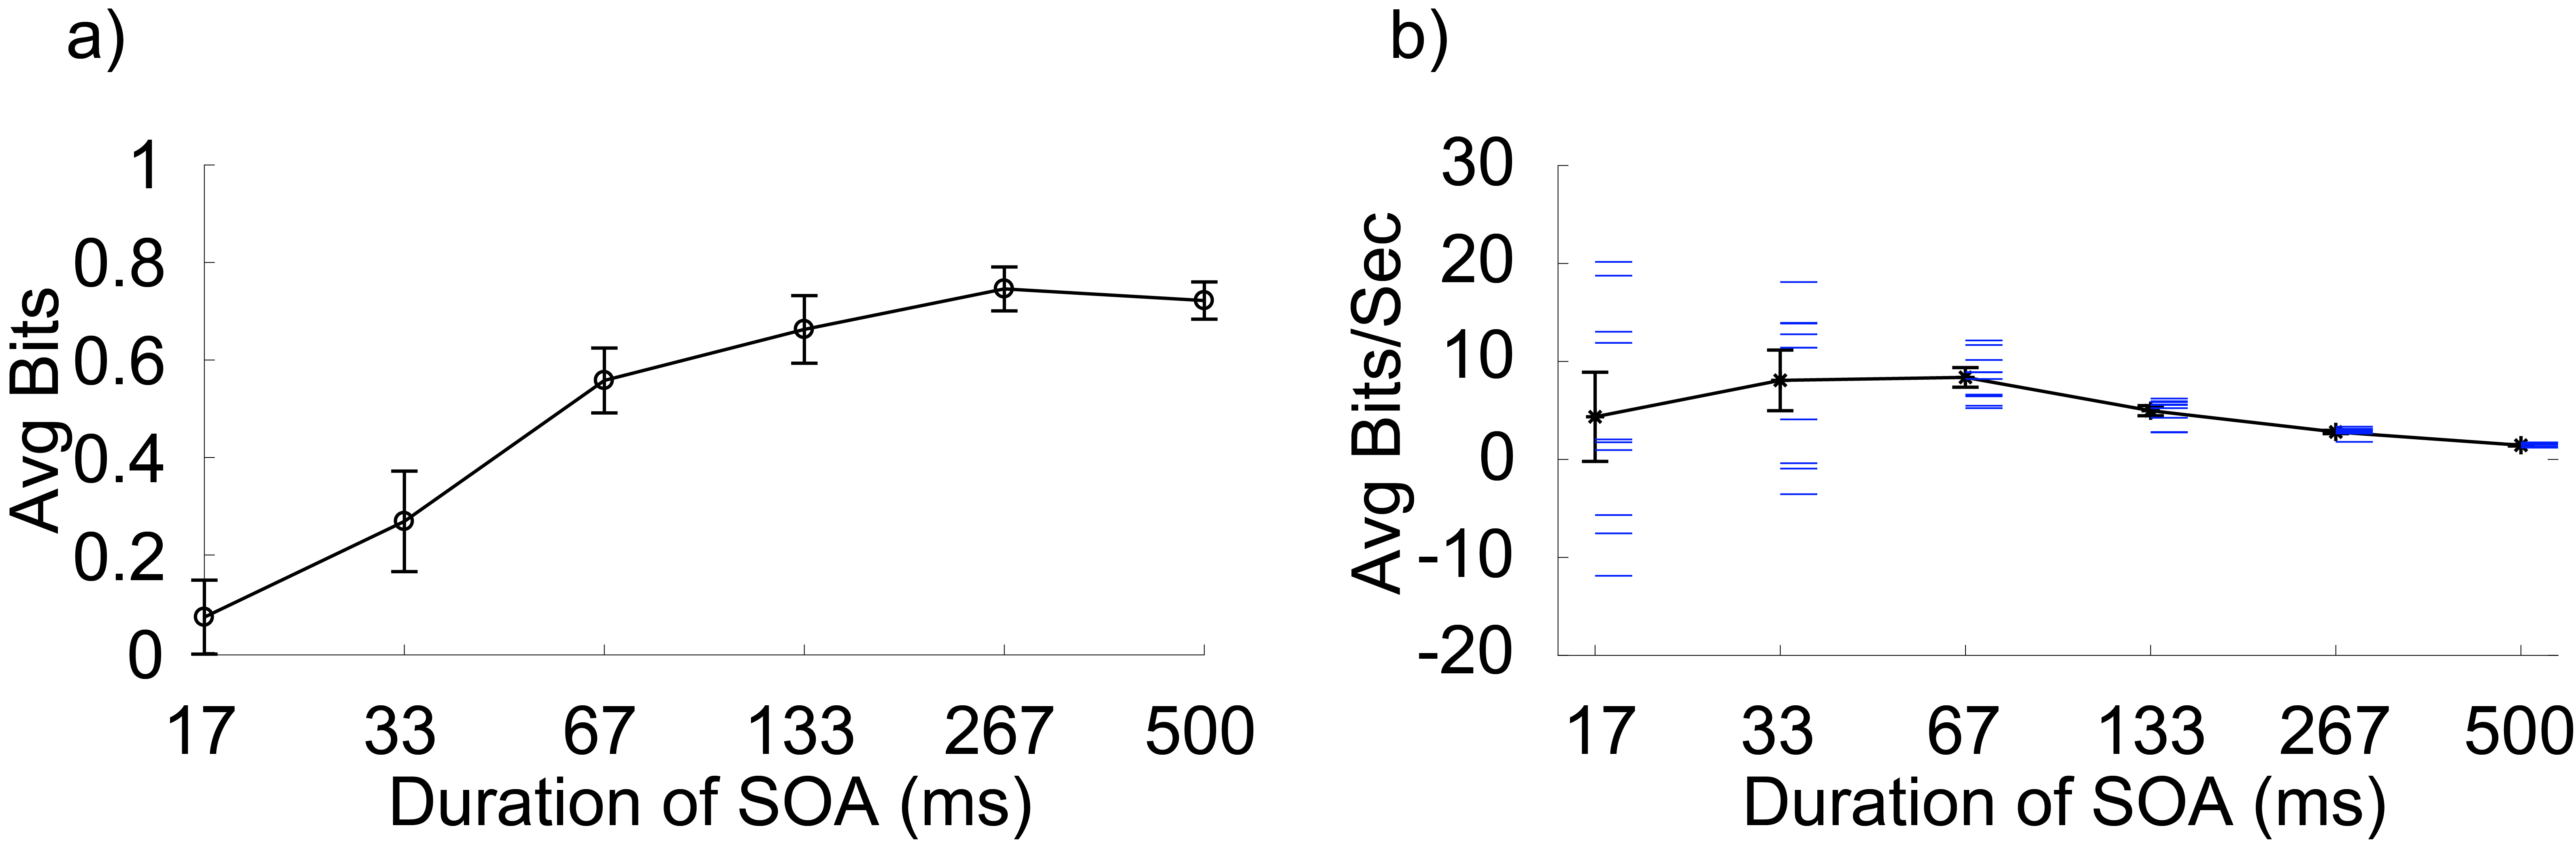 a)
Avg Bits
1
0.8
0.6
0.4
0.2
0
17 33 67 133 267 500
Duration of SOA (ms)
b)
Avg Bits/Sec
30
20
10
0
-10
-20
17 33 67 133 267 500
Duration of SOA (ms)